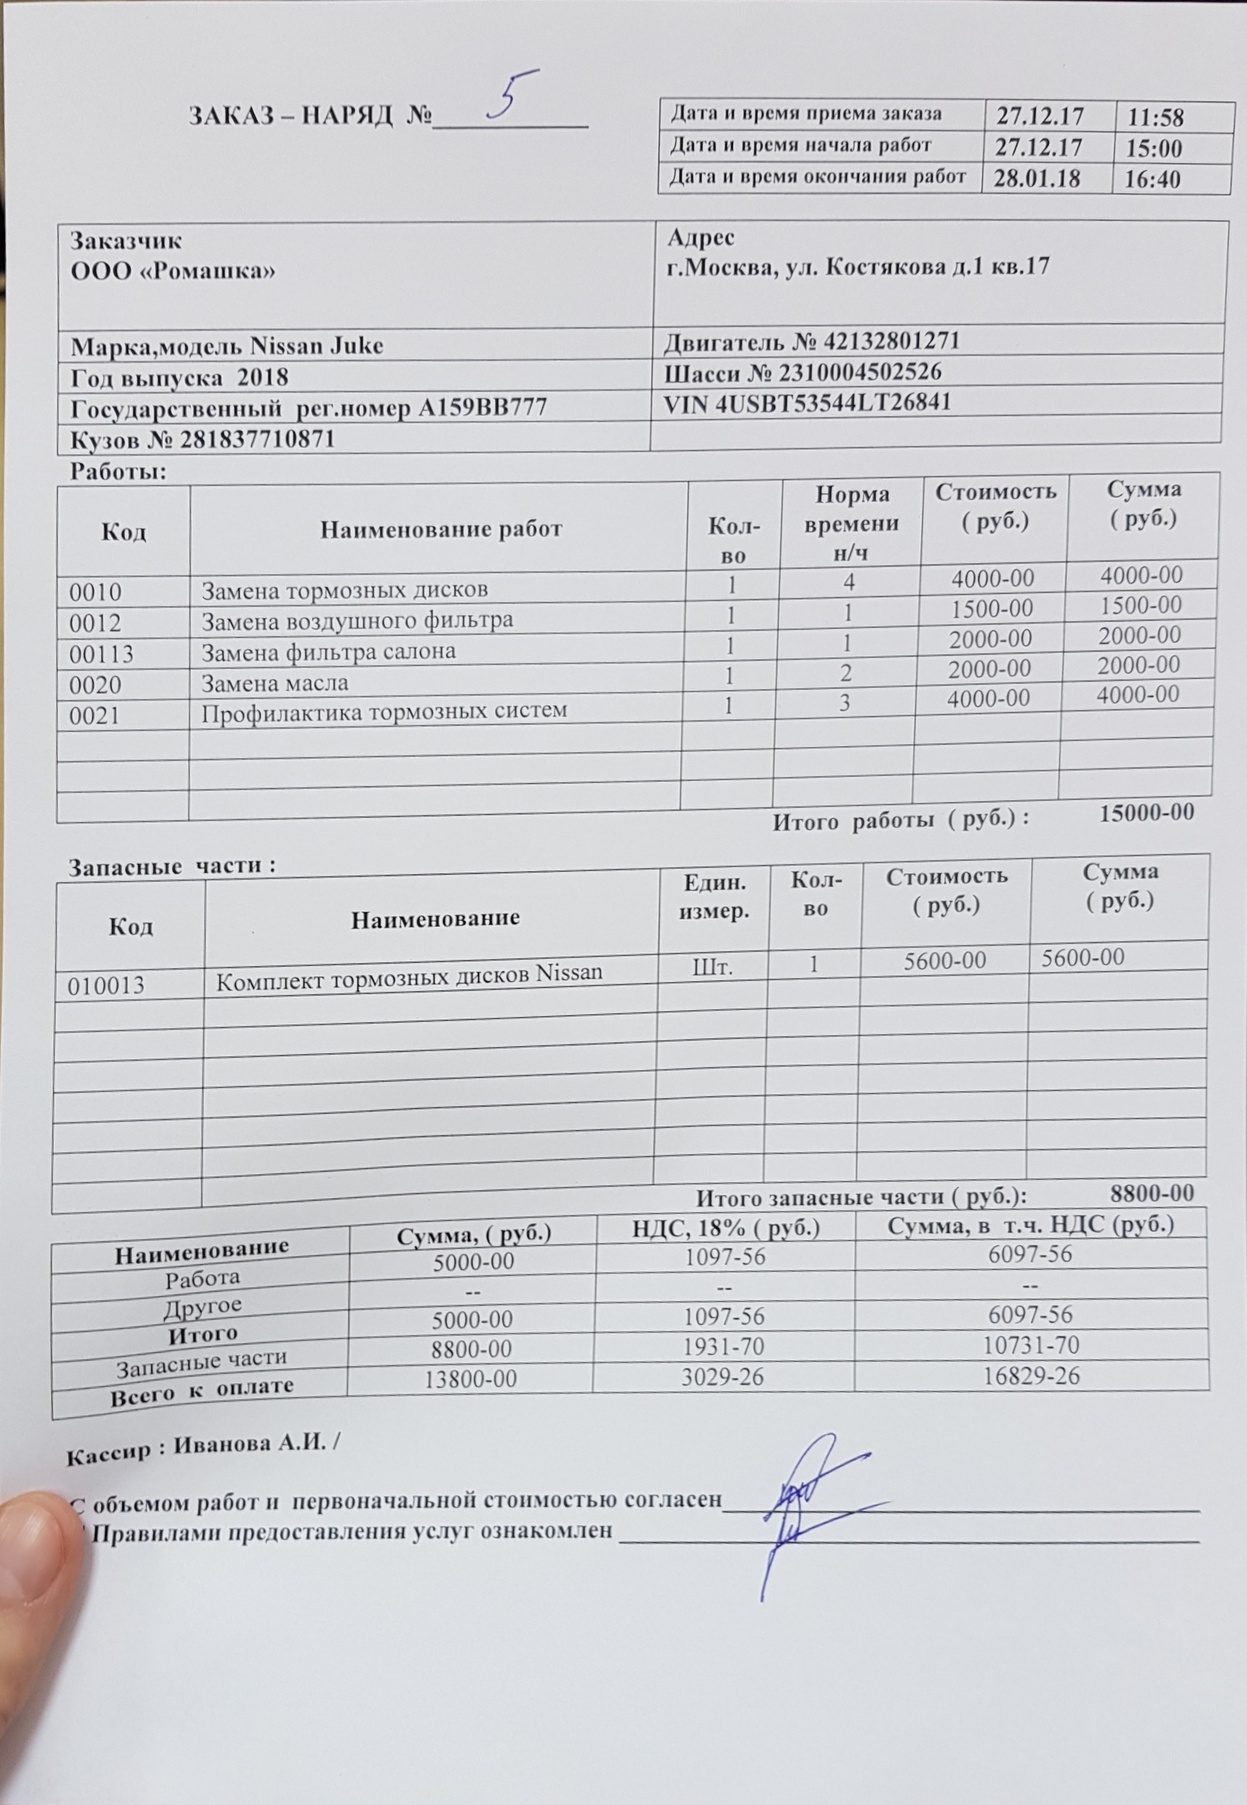 ЗАКАЗ – НАРЯД № 5
Дата и время приема заказа 27.12.17 11:58
Дата и время начала работ 27.12.17 15:00
Дата и время окончания работ 28.01.18 16:40
Заказчик
ООО «Ромашка»
Адрес
г.Москва, ул. Костякова д.1 кв.17
Марка,модель Nissan Juke Двигатель № 42132801271
Год выпуска 2018 Шасси № 2310004502526
Государственный рег.номер А159ВВ777 VIN 4USBT53544LT26841
Кузов № 281837710871
Работы:
Код Наименование работ Кол-во Норма времени н/ч Стоимость ( руб.) Сумма ( руб.)
0010 Замена тормозных дисков 1 4 4000-00 4000-00
0012 Замена воздушного фильтра 1 1 1500-00 1500-00
00113 Замена фильтра салона 1 1 2000-00 2000-00
0020 Замена масла 1 2 2000-00 2000-00
0021 Профилактика тормозных систем 1 3 4000-00 4000-00
Итого работы ( руб.) : 15000-00
Запасные части :
Код Наименование Един. измер. Кол-во Стоимость ( руб.) Сумма ( руб.)
010013 Комплект тормозных дисков Nissan Шт. 1 5600-00 5600-00
Итого запасные части ( руб.): 8800-00
Наименование Сумма, ( руб.) НДС, 18% ( руб.) Сумма, в т.ч. НДС (руб.)
Работа 5000-00 1097-56 6097-56
Другое -- -- --
Итого 5000-00 1097-56 6097-56
Запасные части 8800-00 1931-70 10731-70
Всего к оплате 13800-00 3029-26 16829-26
Кассир : Иванова А.И. /
С объемом работ и первоначальной стоимостью согласен
Правилами предоставления услуг ознакомлен